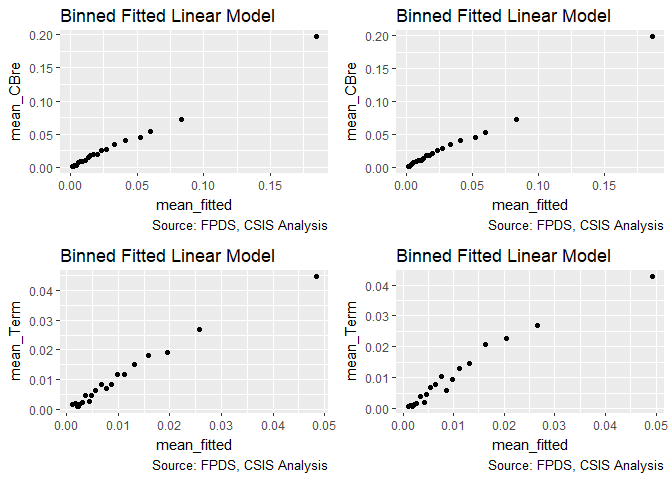 Binned Fitted Linear Model
mean_CBre
0.20
0.15
0.10
0.05
0.00
0.00 0.05 0.10 0.15
mean_fitted
Source: FPDS, CSIS Analysis
Binned Fitted Linear Model
mean_CBre
0.20
0.15
0.10
0.05
0.00
0.00 0.05 0.10 0.15
mean_fitted
Source: FPDS, CSIS Analysis
Binned Fitted Linear Model
mean_Term
0.04
0.03
0.02
0.01
0.00
0.00 0.01 0.02 0.03 0.04 0.05
mean_fitted
Source: FPDS, CSIS Analysis
Binned Fitted Linear Model
mean_Term
0.04
0.03
0.02
0.01
0.00
0.00 0.01 0.02 0.03 0.04 0.05
mean_fitted
Source: FPDS, CSIS Analysis